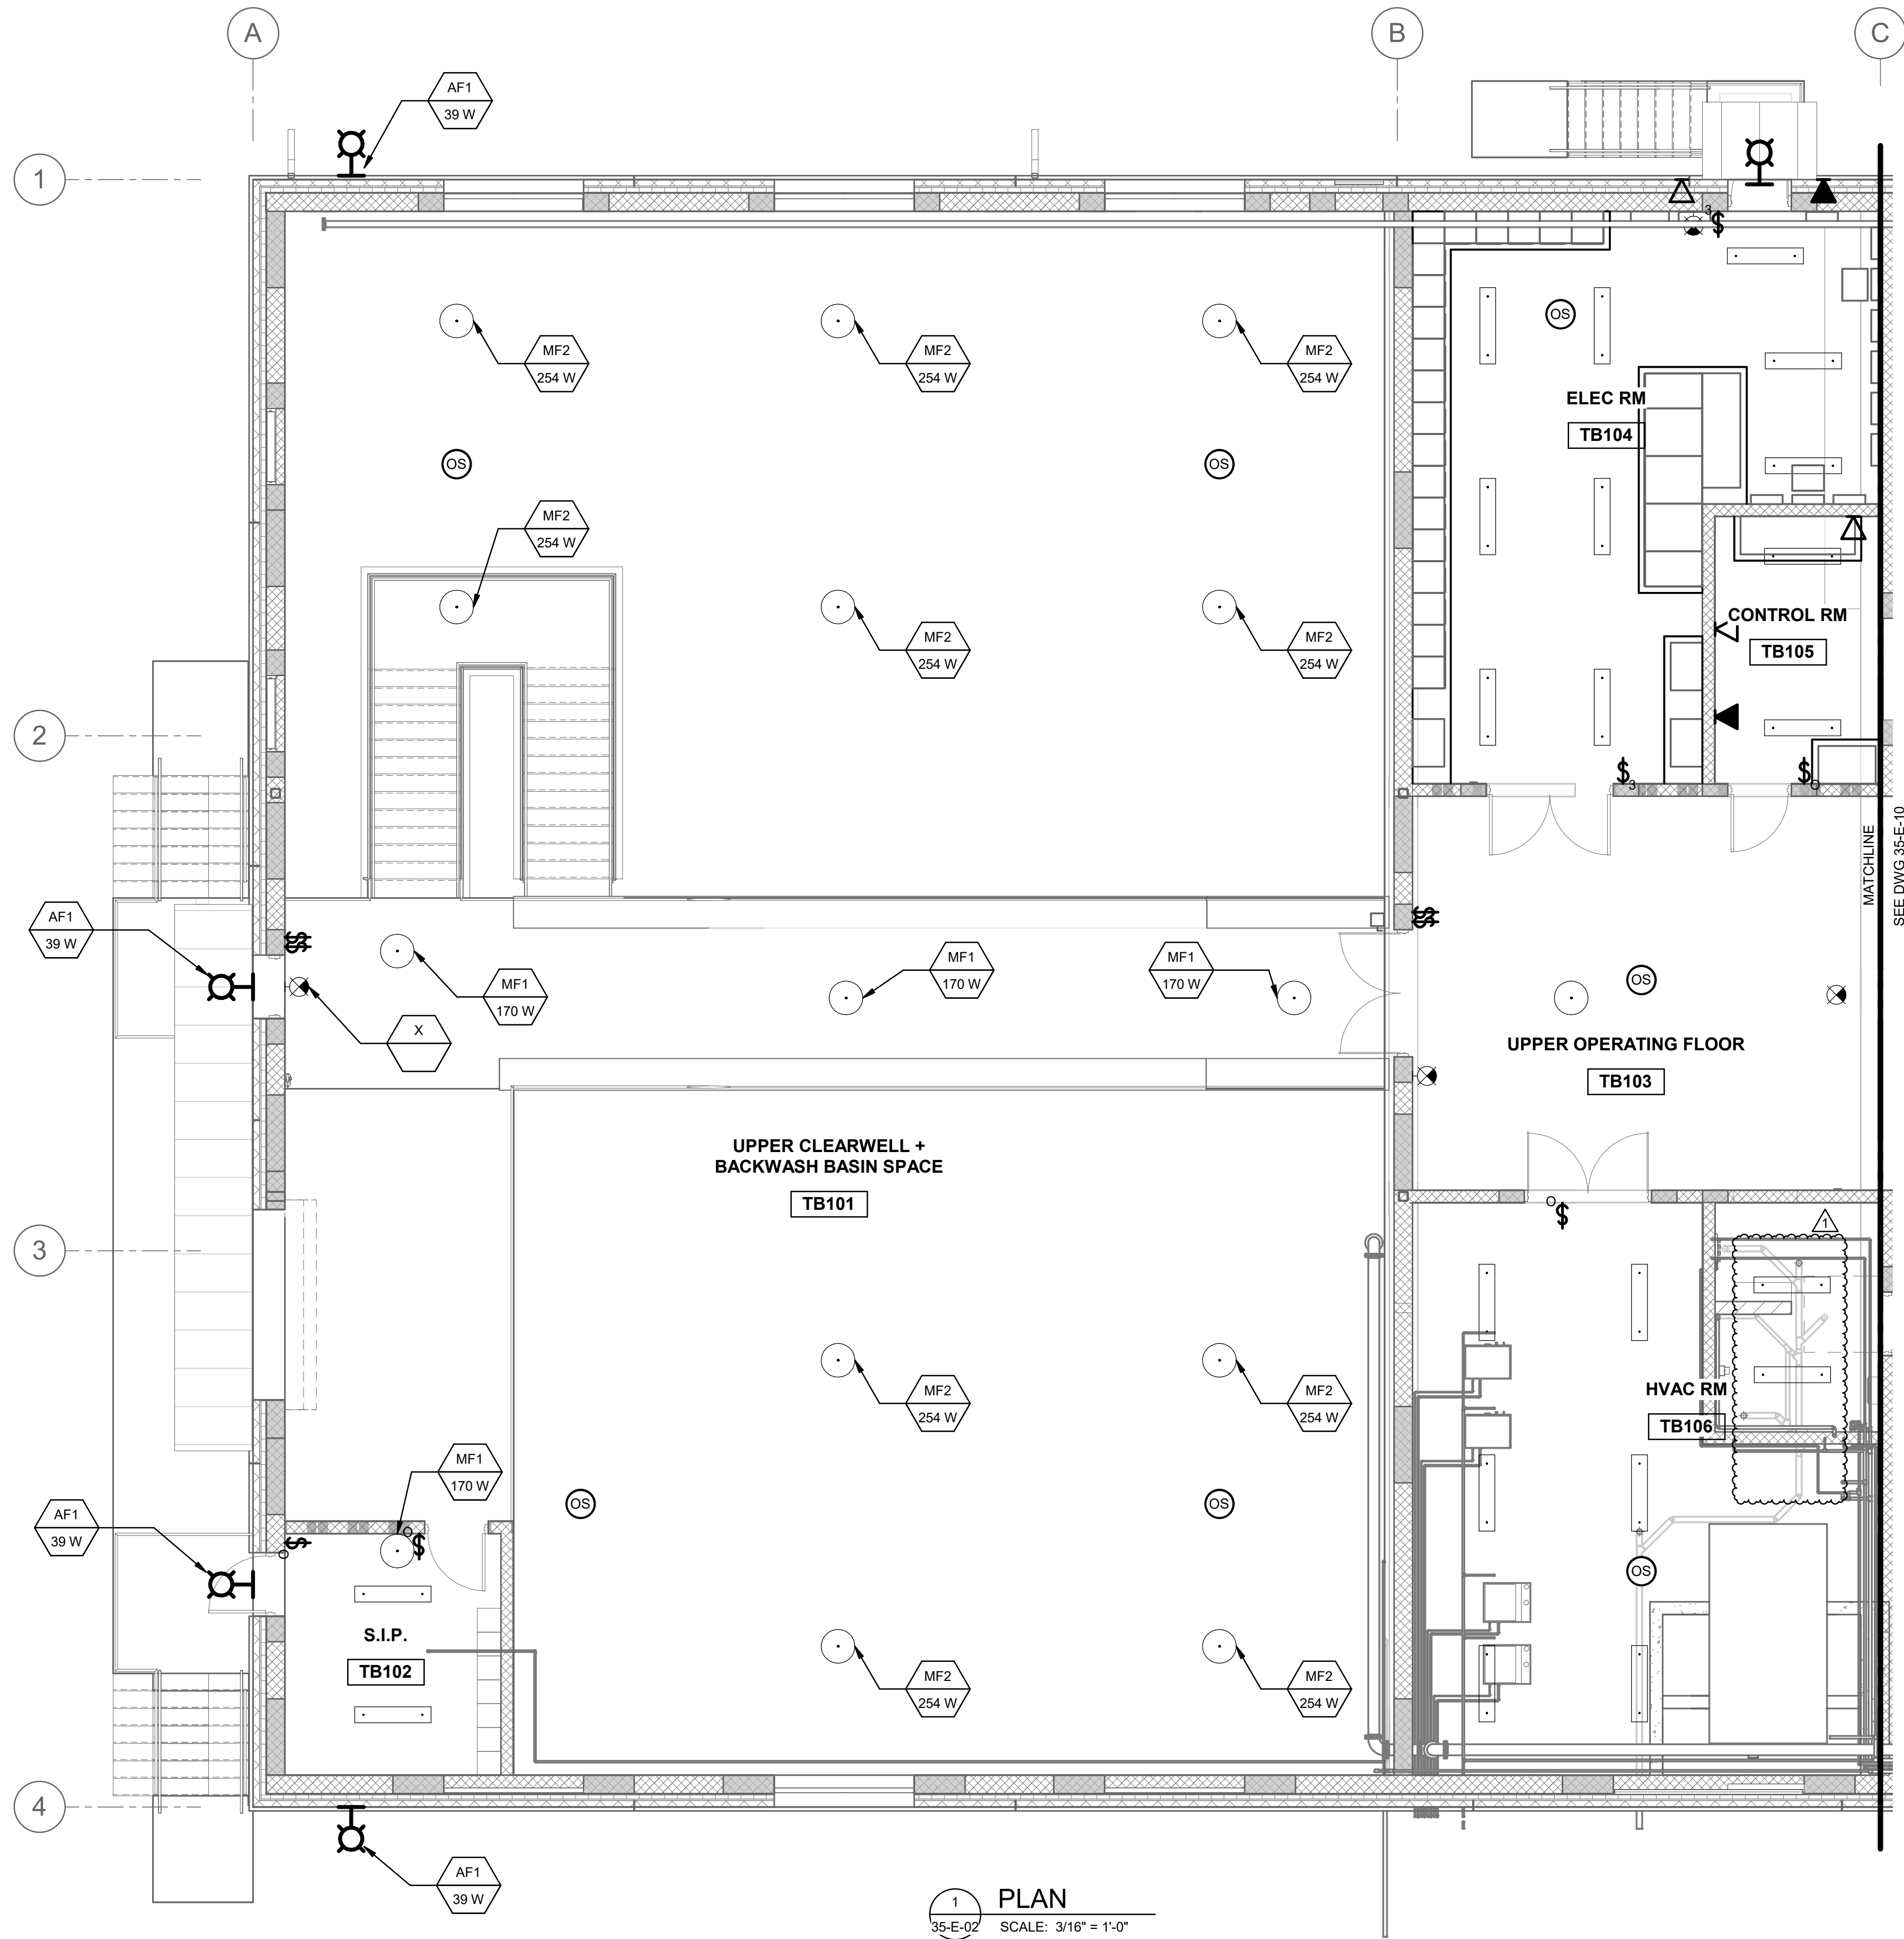 A
B
C
AF1
39 W
1
3
$
MF2
254 W
MF2
254 W
MF2
254 W
OS
ELEC RM
TB104
OS
OS
MF2
254 W
MF2
254 W
MF2
254 W
CONTROL RM
TB105
2
$
3
$
O
MATCHLINE
SEE DWG 35-E-10
AF1
39 W
$$
$$
MF1
170 W
MF1
170 W
MF1
170 W
OS
X
UPPER OPERATING FLOOR
TB103
UPPER CLEARWELL +
BACKWASH BASIN SPACE
TB101
O
$
1
3
MF2
254 W
MF2
254 W
HVAC RM
TB106
MF1
170 W
OS
OS
AF1
39 W
$
O
O
$
OS
S.I.P.
TB102
MF2
254 W
MF2
254 W
4
AF1
39 W
1
35-E-02
PLAN
SCALE: 3/16" = 1'-0"